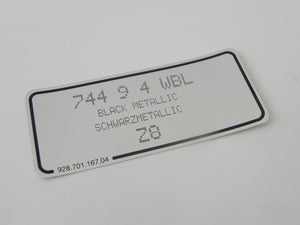 744 9 4 WBL
BLACK METALLIC
SCHWARZMETALLIC
Z8
928.701.167.04